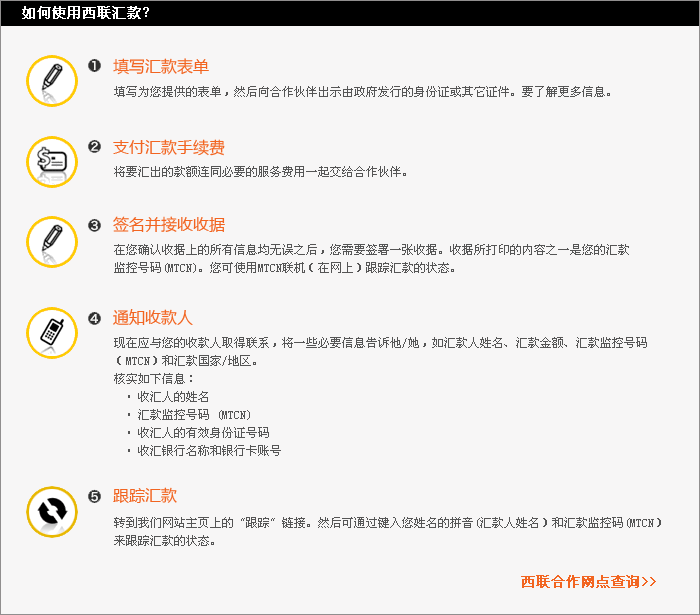 如何使用西联汇款？
❶ 填写汇款表单
填写为您提供的表单，然后向合作伙伴出示由政府发行的身份证或其它证件。要了解更多信息。
❷ 支付汇款手续费
将要汇出的款额连同必要的服务费用一起交给合作伙伴。
❸ 签名并接收收据
在您确认收据上的所有信息均无误之后，您需要签署一张收据。收据所打印的内容之一是您的汇款
监控号码(MTCN)。您可使用MTCN联机（在网上）跟踪汇款的状态。
❹ 通知收款人
现在应与您的收款人取得联系，将一些必要信息告诉他/她，如汇款人姓名、汇款金额、汇款监控号码
（MTCN）和汇款国家/地区。
核实如下信息：
· 收汇人的姓名
· 汇款监控号码 (MTCN)
· 收汇人的有效身份证号码
· 收汇银行名称和银行卡账号
❺ 跟踪汇款
转到我们网站主页上的“跟踪”链接。然后可通过键入您姓名的拼音(汇款人姓名）和汇款监控码(MTCN）
来跟踪汇款的状态。
西联合作网点查询>>